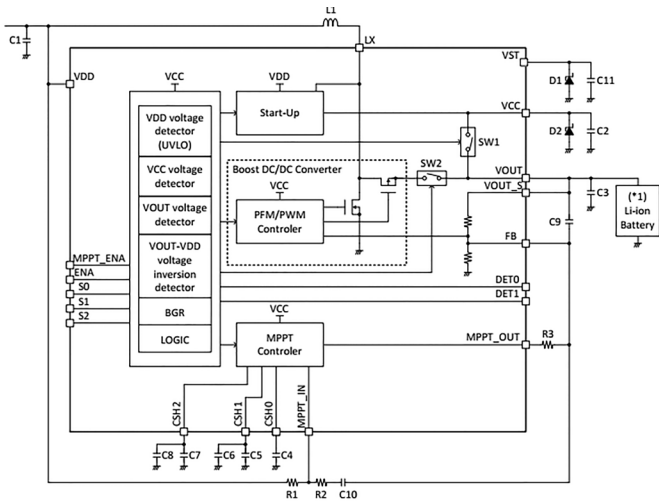 L1
C1
LX
VDD
VST
VCC
VDD
D1
C11
VDD voltage
detector
(UVLO)
Start-Up
VCC
SW1
D2
C2
Boost DC/DC Converter
SW2
VOUT
VCC voltage
detector
VCC
VOUT_S
C3
(*1)
Li-ion
Battery
VOUT voltage
detector
PFM/PWM
Controler
C9
VOUT-VDD
voltage
inversion
detector
FB
MPPT_ENA
ENA
S0
DET0
S1
DET1
S2
BGR
VCC
LOGIC
MPPT
Controler
MPPT_OUT
R3
CSH2
CSH1
CSH0
MPPT_IN
C8
C7
C6
C5
C4
R1
R2
C10